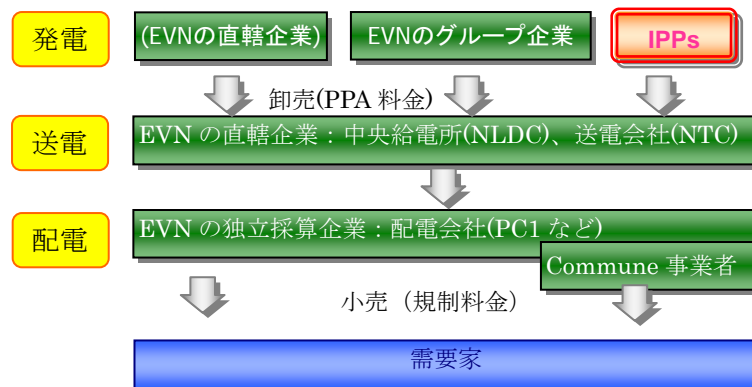 発電
(EVNの直轄企業)
EVNのグループ企業
IPPs
卸売(PPA 料金)
送電
EVN の直轄企業：中央給電所(NLDC)、送電会社(NTC)
配電
EVN の独立採算企業：配電会社(PC1 など)
Commune 事業者
小売（規制料金）
需要家